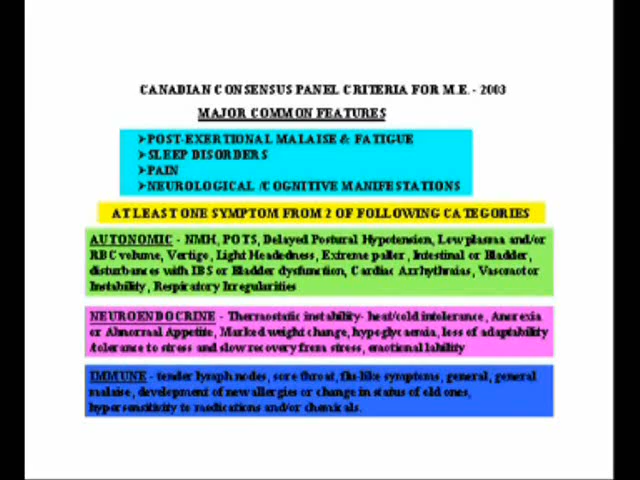 CANADIAN CONSENSUS PANEL CRITERIA FOR M.E. - 2003
MAJOR COMMON FEATURES
➢POST-EXERTIONAL MALAISE & FATIGUE
➢SLEEP DISORDERS
➢PAIN
➢NEUROLOGICAL /COGNITIVE MANIFESTATIONS
AT LEAST ONE SYMPTOM FROM 2 OF FOLLOWING CATEGORIES
AUTONOMIC - NMH, POTS, Delayed Postural Hypotension, Low plasma and/or
RBC volume, Vertigo, Light Headedness, Extreme pallor, Intestinal or Bladder,
disturbances with IBS or Bladder dysfunction, Cardiac Arrhythmias, Vasomotor
Instability, Respiratory Irregularities
NEUROENDOCRINE - Thermostatic instability- heat/cold intolerance, Anorexia
or Abnormal Appetite, Marked weight change, hypoglycaemia, loss of adaptability
/tolerance to stress and slow recovery from stress, emotional lability
IMMUNE - tender lymph nodes, sore throat, flu-like symptoms, general, general
malaise, development of new allergies or change in status of old ones,
hypersensitivity to medications and/or chemicals.